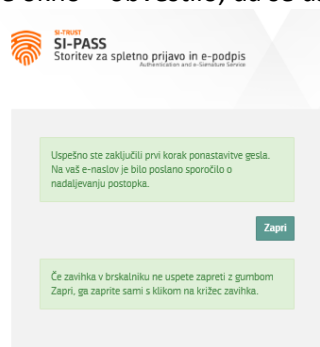 SI-TRUST
SI-PASS
Storitev za spletno prijavo in e-podpis
Authentication and e-Signature Service
Uspešno ste zaključili prvi korak ponastavitve gesla.
Na vaš e-naslov je bilo poslano sporočilo o
nadaljevanju postopka.
Zapri
Če zavihka v brskalniku ne uspete zapreti z gumbom
Zapri, ga zaprite sami s klikom na križec zavihka.